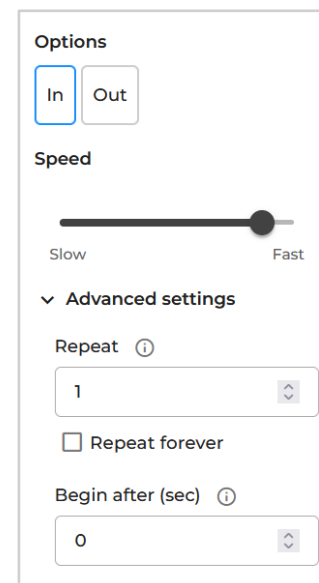 Options
In Out
Speed
Slow Fast
Advanced settings
Repeat
1
Repeat forever
Begin after (sec)
0